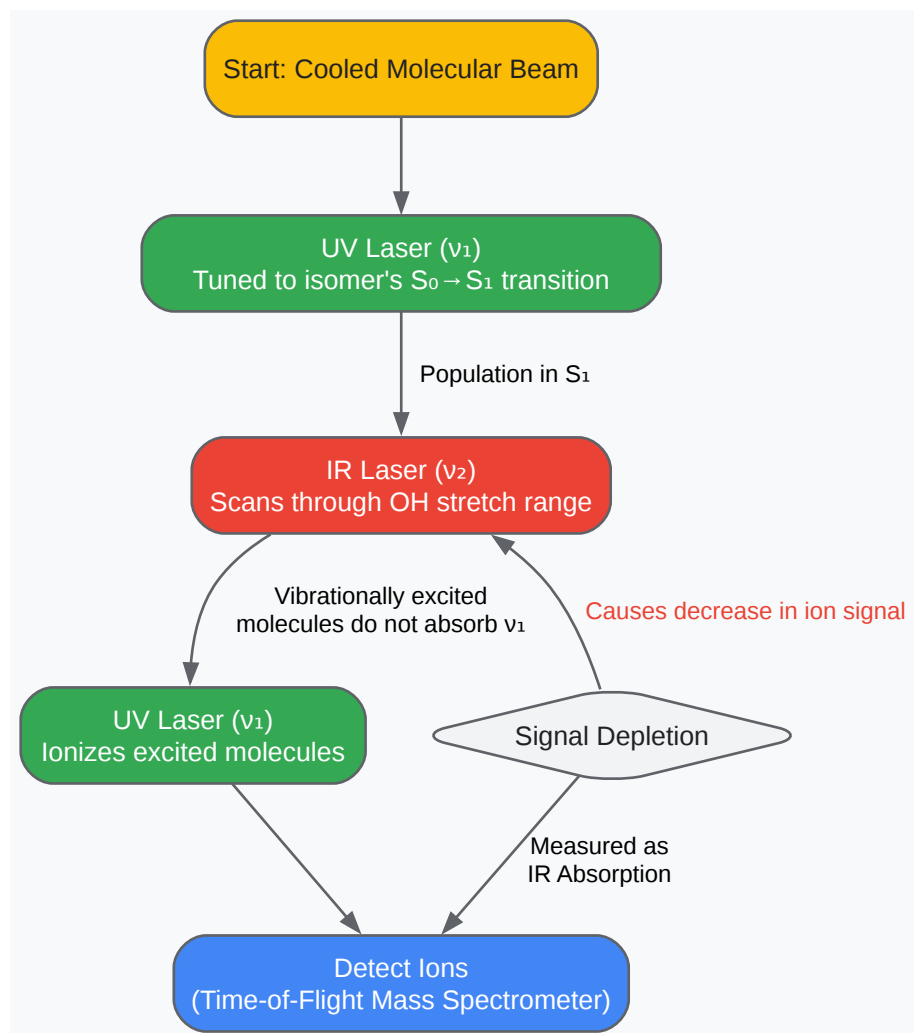 Start: Cooled Molecular Beam
UV Laser (ν₁)
Tuned to isomer's S₀→S₁ transition
Population in S₁
IR Laser (ν₂)
Scans through OH stretch range
Vibrationally excited
molecules do not absorb ν₁
Causes decrease in ion signal
UV Laser (ν₁)
Ionizes excited molecules
Signal Depletion
Measured as
IR Absorption
Detect Ions
(Time-of-Flight Mass Spectrometer)